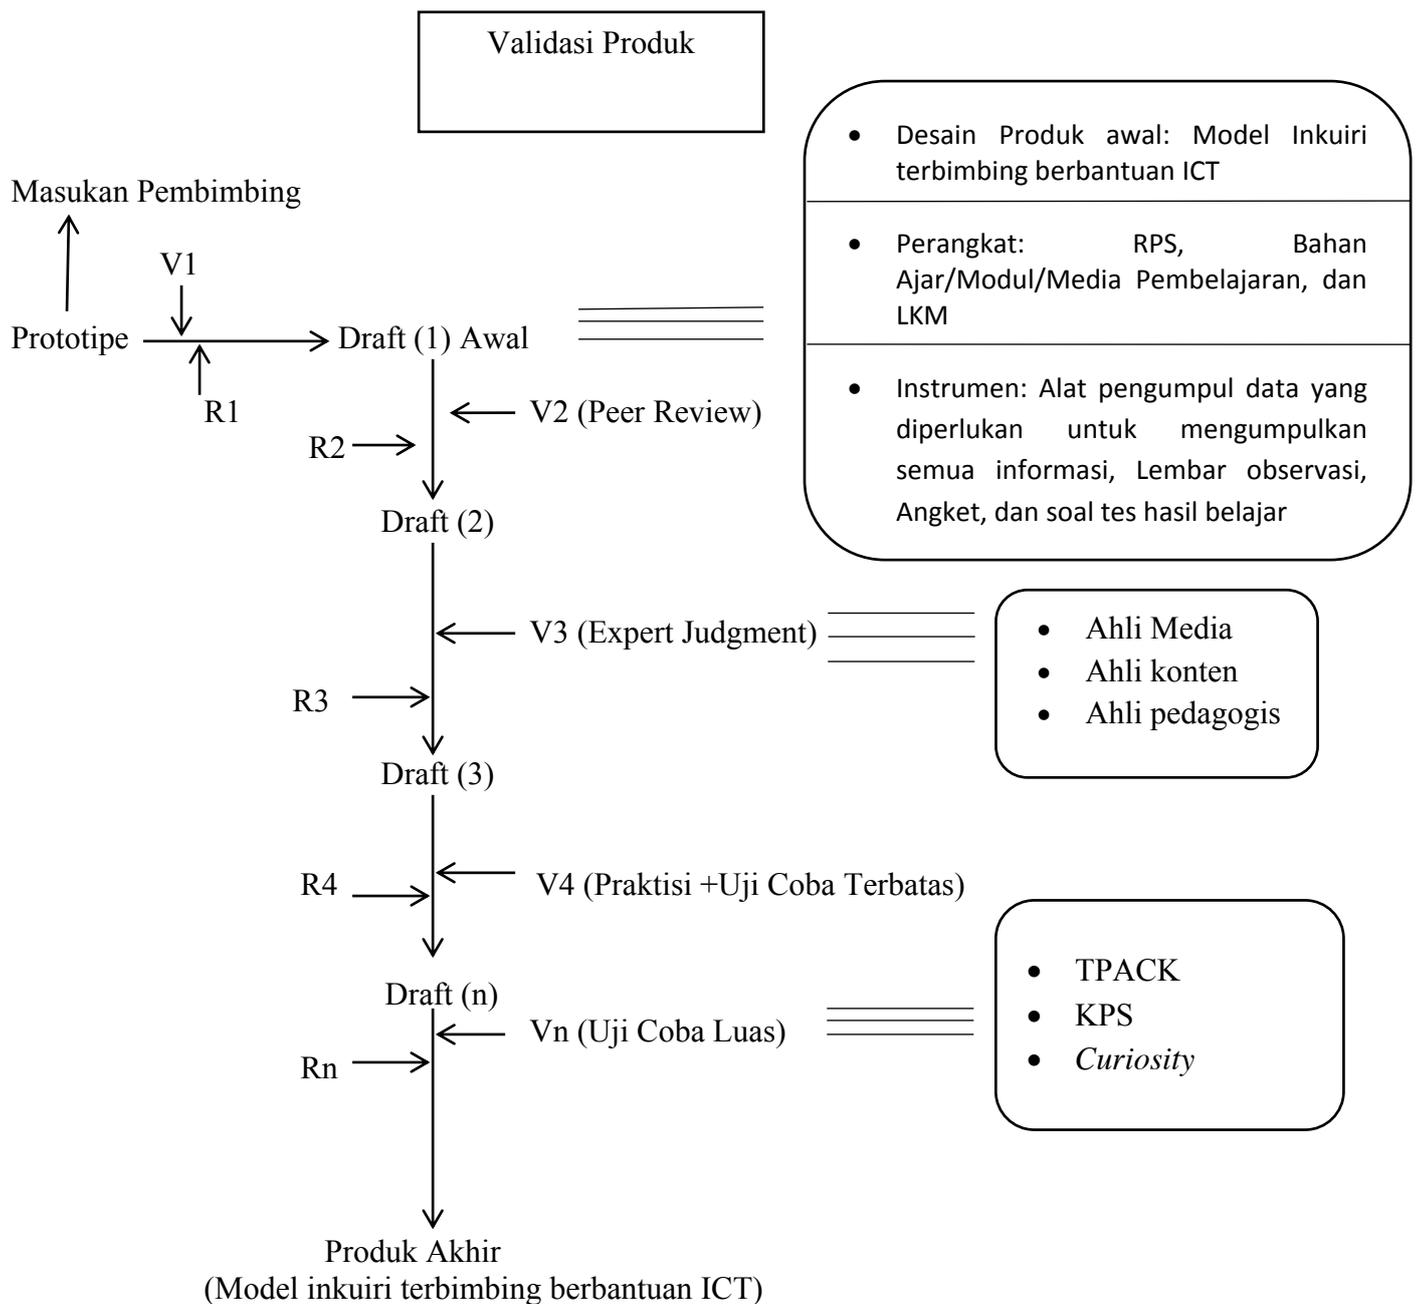 Validasi Produk
• Desain Produk awal: Model Inkuiri
terbimbing berbantuan ICT
Masukan Pembimbing
• Perangkat: RPS, Bahan
Ajar/Modul/Media Pembelajaran, dan
LKM
V1
Prototipe
Draft (1) Awal
R1
• Instrumen: Alat pengumpul data yang
diperlukan untuk mengumpulkan
semua informasi, Lembar observasi,
Angket, dan soal tes hasil belajar
V2 (Peer Review)
R2
Draft (2)
V3 (Expert Judgment)
• Ahli Media
• Ahli konten
• Ahli pedagogis
R3
Draft (3)
R4
V4 (Praktisi +Uji Coba Terbatas)
Draft (n)
Vn (Uji Coba Luas)
• TPACK
• KPS
• Curiosity
Rn
Produk Akhir
(Model inkuiri terbimbing berbantuan ICT)